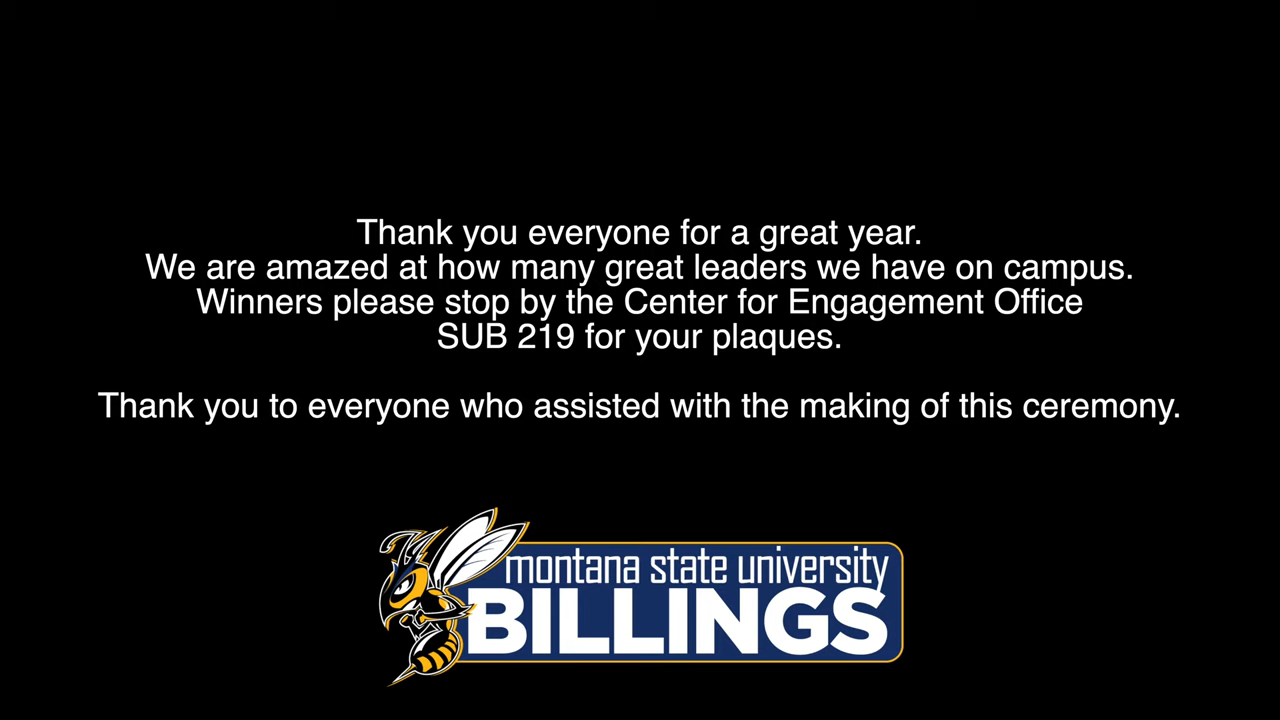 Thank you everyone for a great year.
We are amazed at how many great leaders we have on campus.
Winners please stop by the Center for Engagement Office
SUB 219 for your plaques.
Thank you to everyone who assisted with the making of this ceremony.
montana state university
BILLINGS